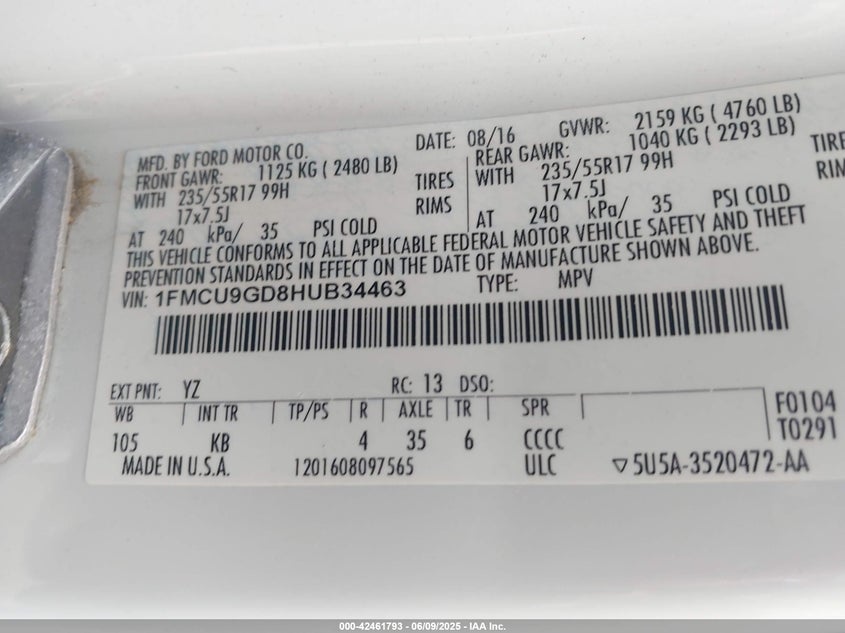 MFD. BY FORD MOTOR CO. DATE: 08/16 GVWR: 2159 KG ( 4760 LB)
FRONT GAWR: 1125 KG ( 2480 LB) REAR GAWR: 1040 KG ( 2293 LB)
WITH 235/55R17 99H TIRES WITH 235/55R17 99H TIRE
17x7.5J RIMS 17x7.5J RIM
AT 240 kPa/ 35 PSI COLD AT 240 kPa/ 35 PSI COLD
THIS VEHICLE CONFORMS TO ALL APPLICABLE FEDERAL MOTOR VEHICLE SAFETY AND THEFT
PREVENTION STANDARDS IN EFFECT ON THE DATE OF MANUFACTURE SHOWN ABOVE.
VIN: 1FMCU9GD8HUB34463 TYPE: MPV
EXT PNT: YZ RC: 13 DSO:
WB INT TR TP/PS R AXLE TR SPR F0104
105 KB 4 35 6 CCCC T0291
MADE IN U.S.A. 1201608097565 ULC ▽5U5A-3520472-AA
000-42461793 - 06/09/2025 - IAA Inc.